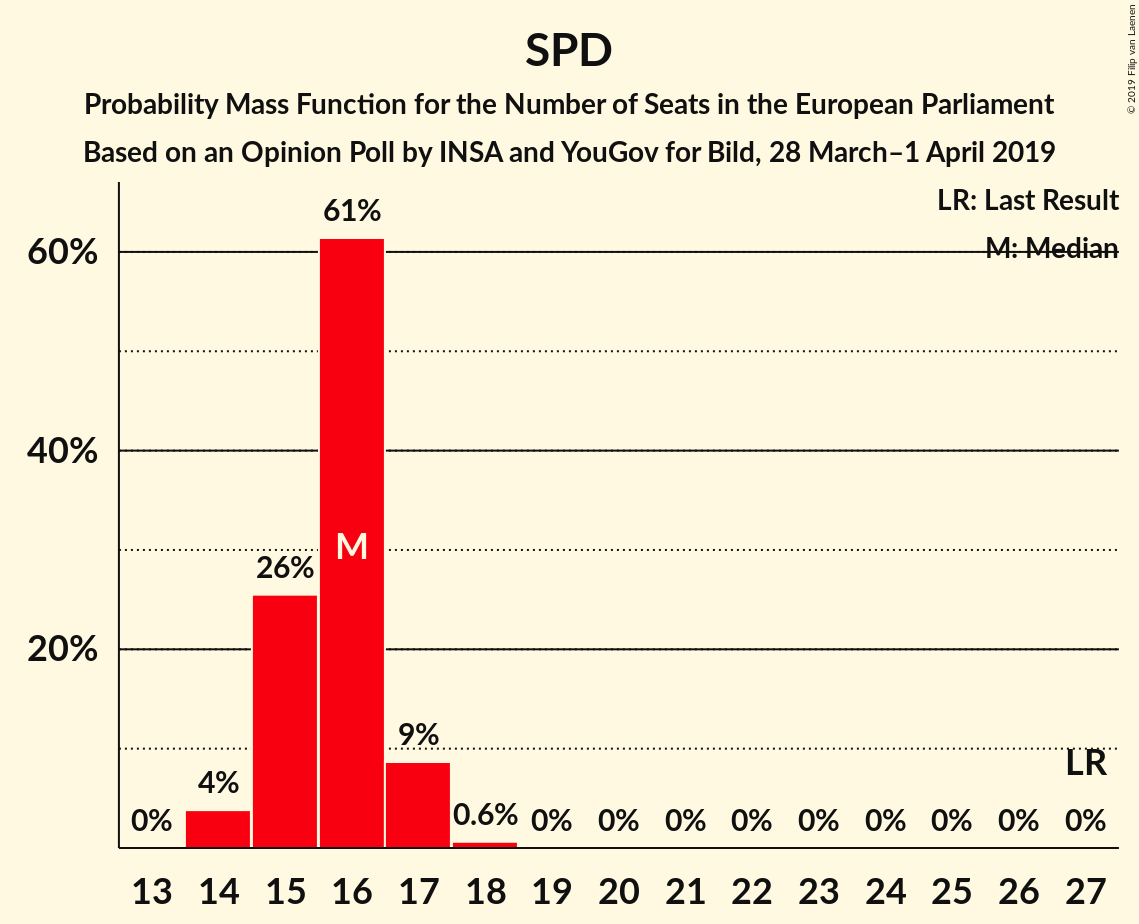 SPD
Probability Mass Function for the Number of Seats in the European Parliament
Based on an Opinion Poll by INSA and YouGov for Bild, 28 March–1 April 2019
© 2019 Filip van Laenen
LR: Last Result
M: Median
61%
60%
40%
M
26%
20%
9%
LR
4%
0% 0.6% 0% 0% 0% 0% 0% 0% 0% 0% 0%
13 14 15 16 17 18 19 20 21 22 23 24 25 26 27